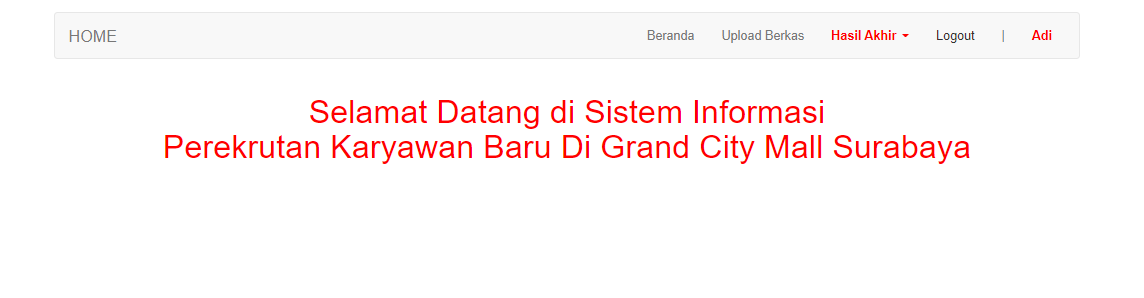 HOME Beranda Upload Berkas Hasil Akhir Logout | Adi
Selamat Datang di Sistem Informasi
Perekrutan Karyawan Baru Di Grand City Mall Surabaya